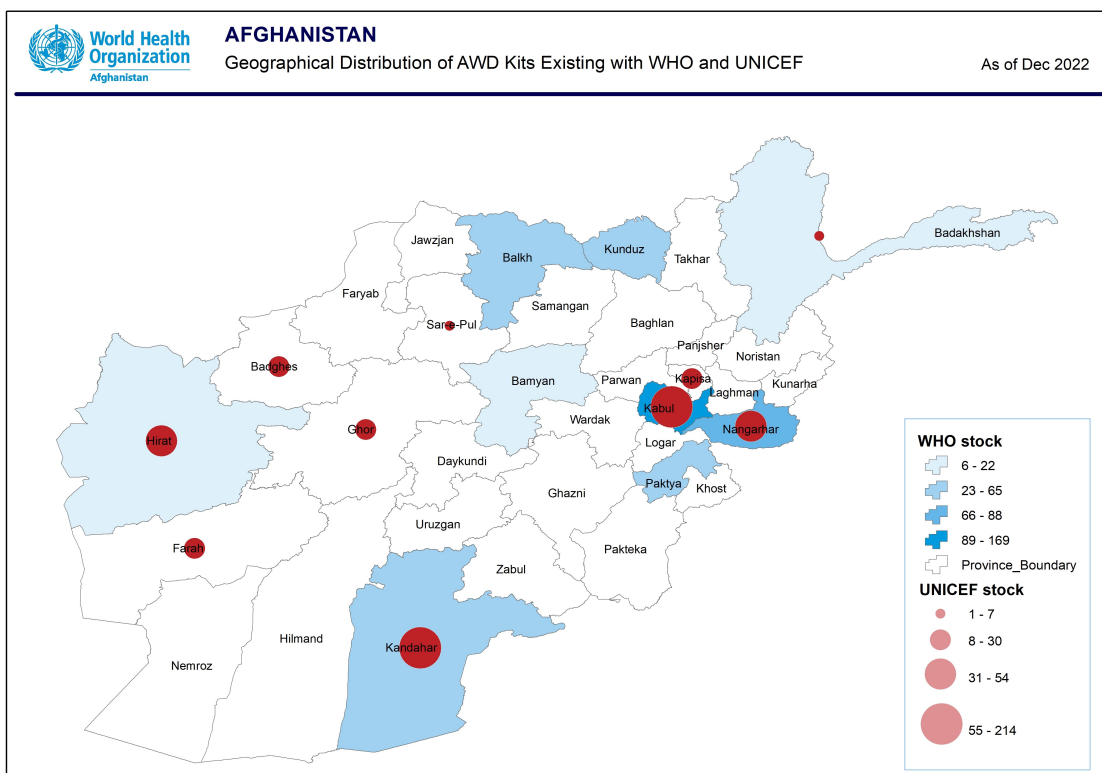 World Health
Organization
Afghanistan
AFGHANISTAN
Geographical Distribution of AWD Kits Existing with WHO and UNICEF
As of Dec 2022
Badakhshan
Jawzjan
Balkh
Kunduz
Takhar
Faryab
Samangan
Sar-e-Pul
Baghlan
Panjsher
Noristan
Badghes
Bamyan
Parwan
Kapisa
Laghman
Kunarha
Kabul
Wardak
Nangarhar
Hirat
Ghor
Logar
Daykundi
Paktya
Khost
Ghazni
Uruzgan
Farah
Pakteka
Zabul
Hilmand
Kandahar
Nemroz
WHO stock
6 - 22
23 - 65
66 - 88
89 - 169
Province_Boundary
UNICEF stock
1 - 7
8 - 30
31 - 54
55 - 214